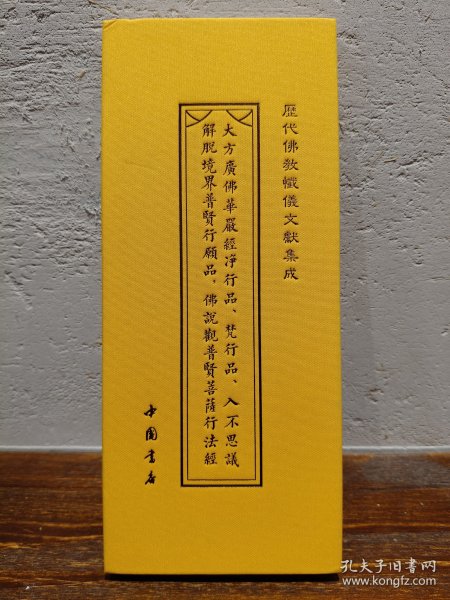 歷代佛教懺儀文獻集成
大方廣佛華嚴經净行品、梵行品、入不思議
解脫境界普賢行願品，佛說觀普賢菩薩行法經
中國書店
孔夫子旧书网
www.kongfz.com